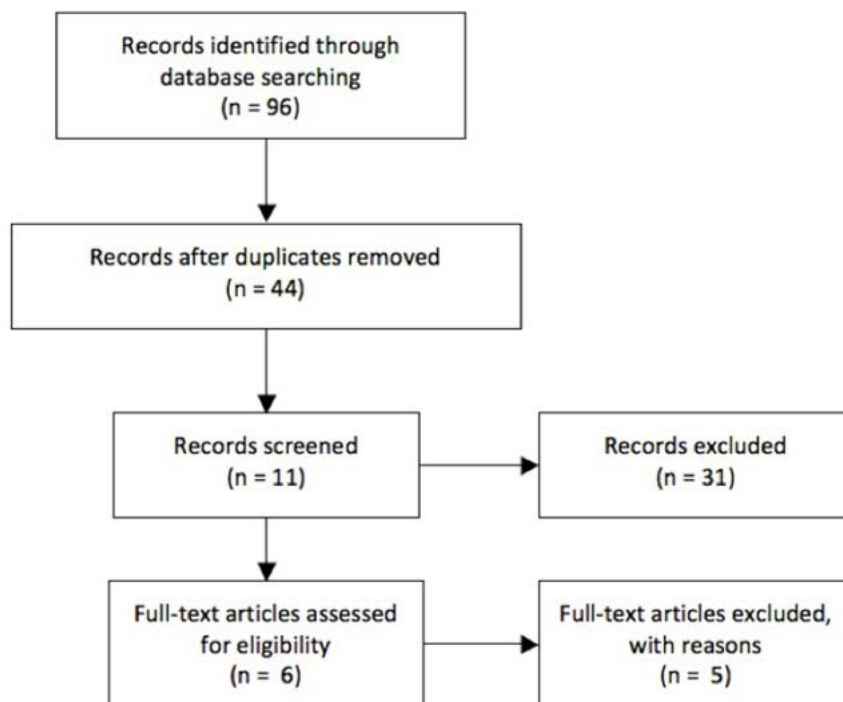 Records identified through
database searching
(n = 96)
Records after duplicates removed
(n = 44)
Records screened
(n = 11)
Records excluded
(n = 31)
Full-text articles assessed
for eligibility
(n = 6)
Full-text articles excluded,
with reasons
(n = 5)